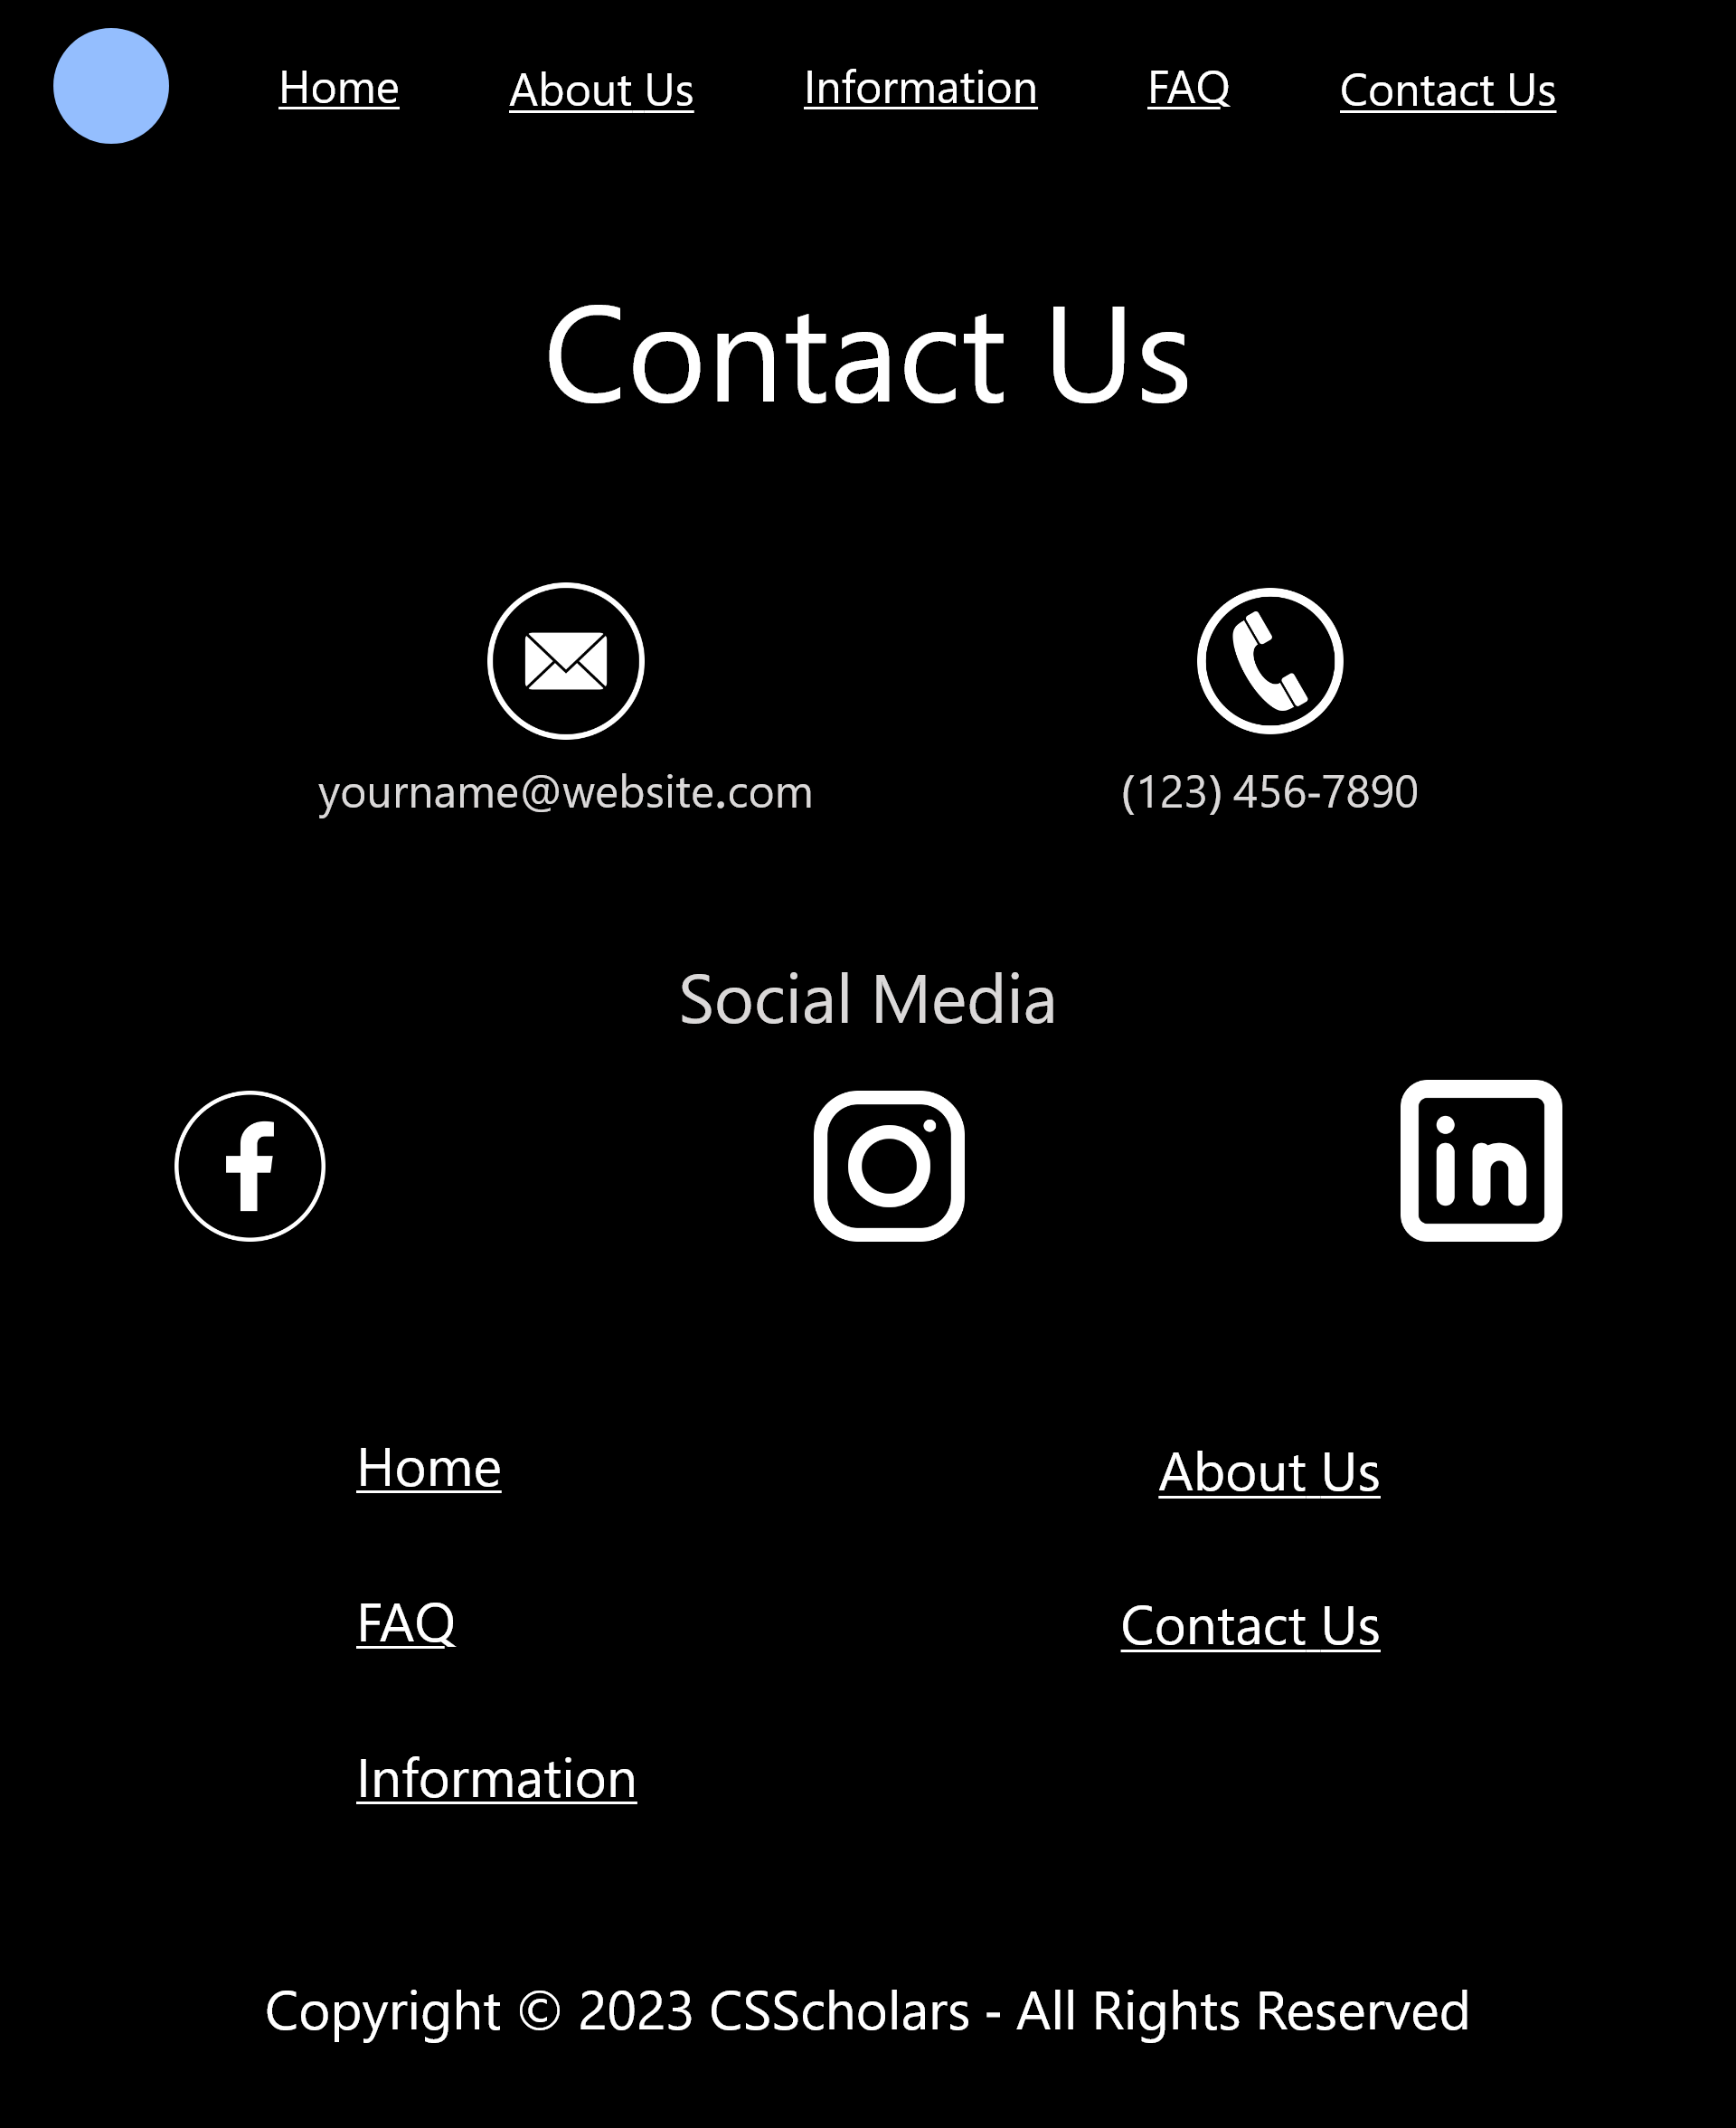 Home About Us Information FAQ Contact Us
Contact Us
yourname@website.com (123) 456-7890
Social Media
f in
Home About Us
FAQ Contact Us
Information
Copyright © 2023 CSScholars - All Rights Reserved